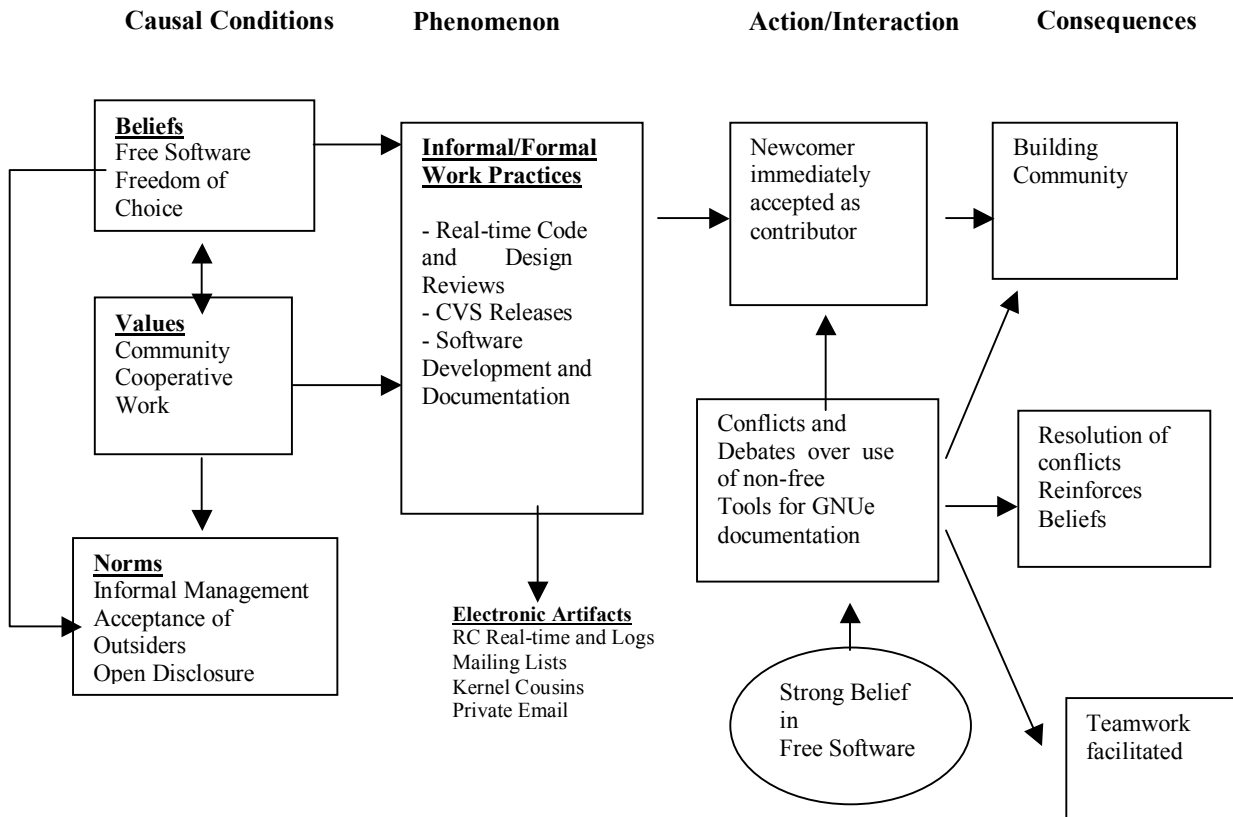 Causal Conditions
Phenomenon
Action/Interaction
Consequences
Beliefs
Free Software
Freedom of
Choice
Values
Community
Cooperative
Work
Norms
Informal Management
Acceptance of
Outsiders
Open Disclosure
Informal/Formal
Work Practices
- Real-time Code
and Design
Reviews
- CVS Releases
- Software
Development and
Documentation
Electronic Artifacts
RC Real-time and Logs
Mailing Lists
Kernel Cousins
Private Email
Newcomer
immediately
accepted as
contributor
Conflicts and
Debates over use
of non-free
Tools for GNUe
documentation
Strong Belief
in
Free Software
Building
Community
Resolution of
conflicts
Reinforces
Beliefs
Teamwork
facilitated